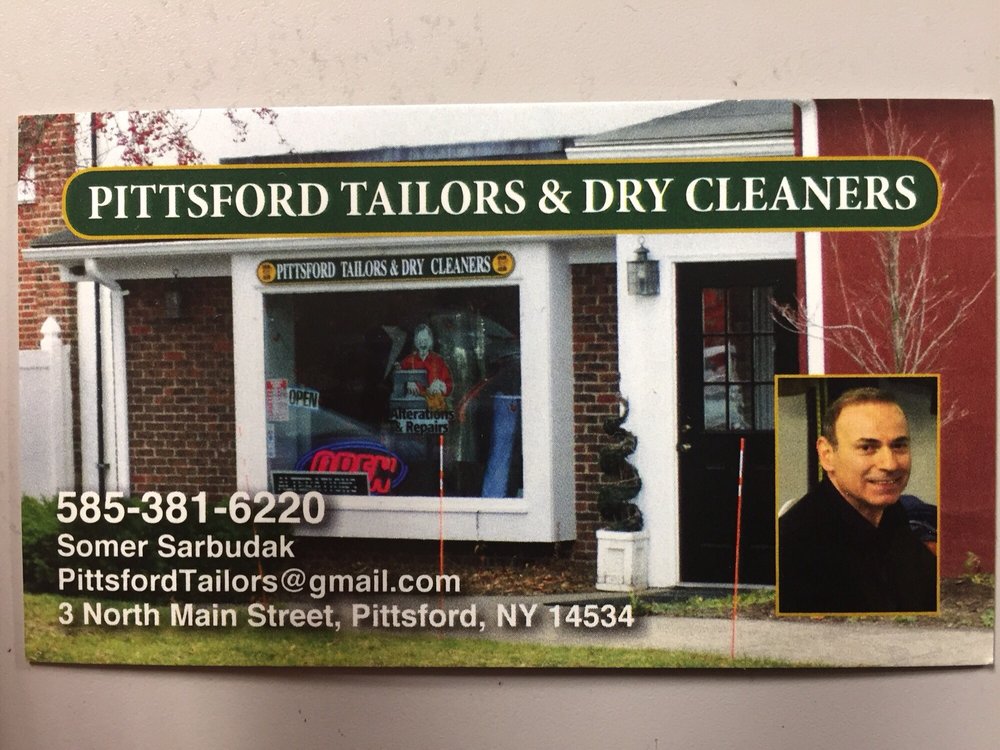 PITTSFORD TAILORS & DRY CLEANERS
PITTSFORD TAILORS & DRY CLEANERS
OPEN
Alterations
& Repairs
OPEN
ALTERATIONS
585-381-6220
Somer Sarbudak
PittsfordTailors@gmail.com
3 North Main Street, Pittsford, NY 14534